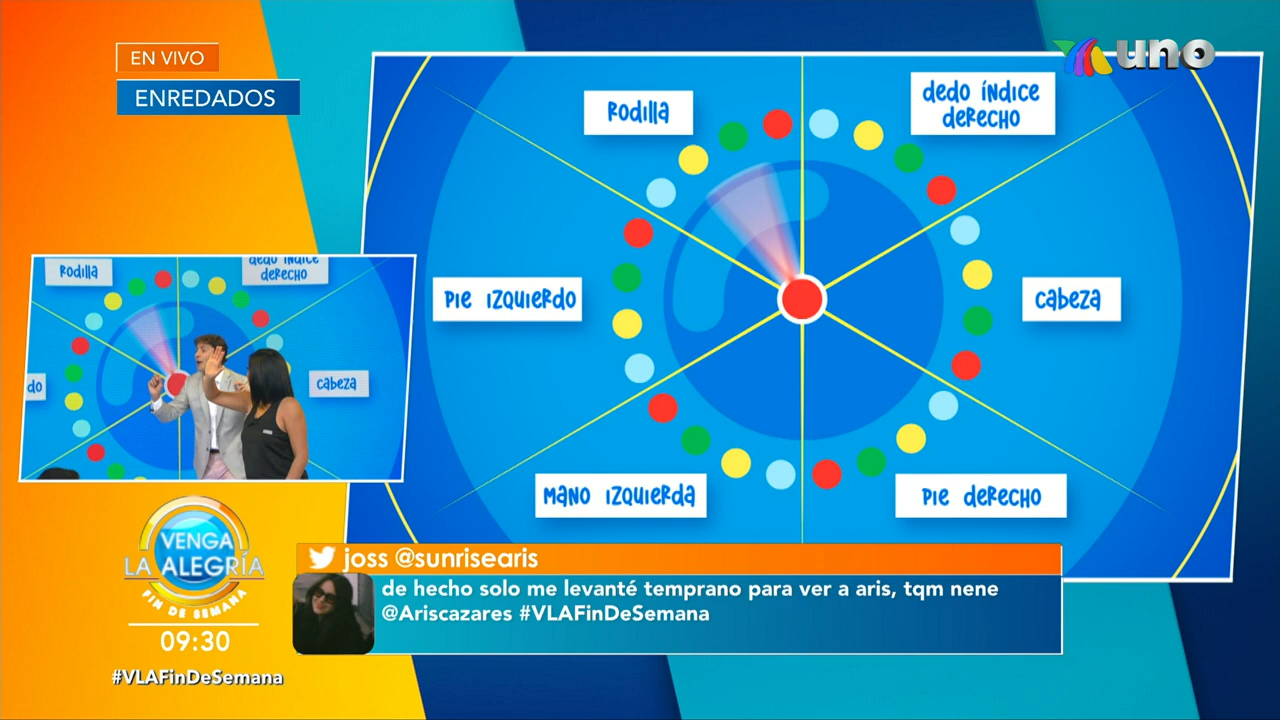 EN VIVO
ENREDADOS
uno
Rodilla
dedo índice
derecho
pie izquierdo
cabeza
mano izquierda
pie derecho
Rodilla
dedo índice
derecho
do
cabeza
VENGA
LA ALEGRÍA
FIN DE SEMANA
09:30
#VLAFinDeSemana
joss @sunrisearis
de hecho solo me levanté temprano para ver a aris, tqm nene
@Ariscazares #VLAFinDeSemana